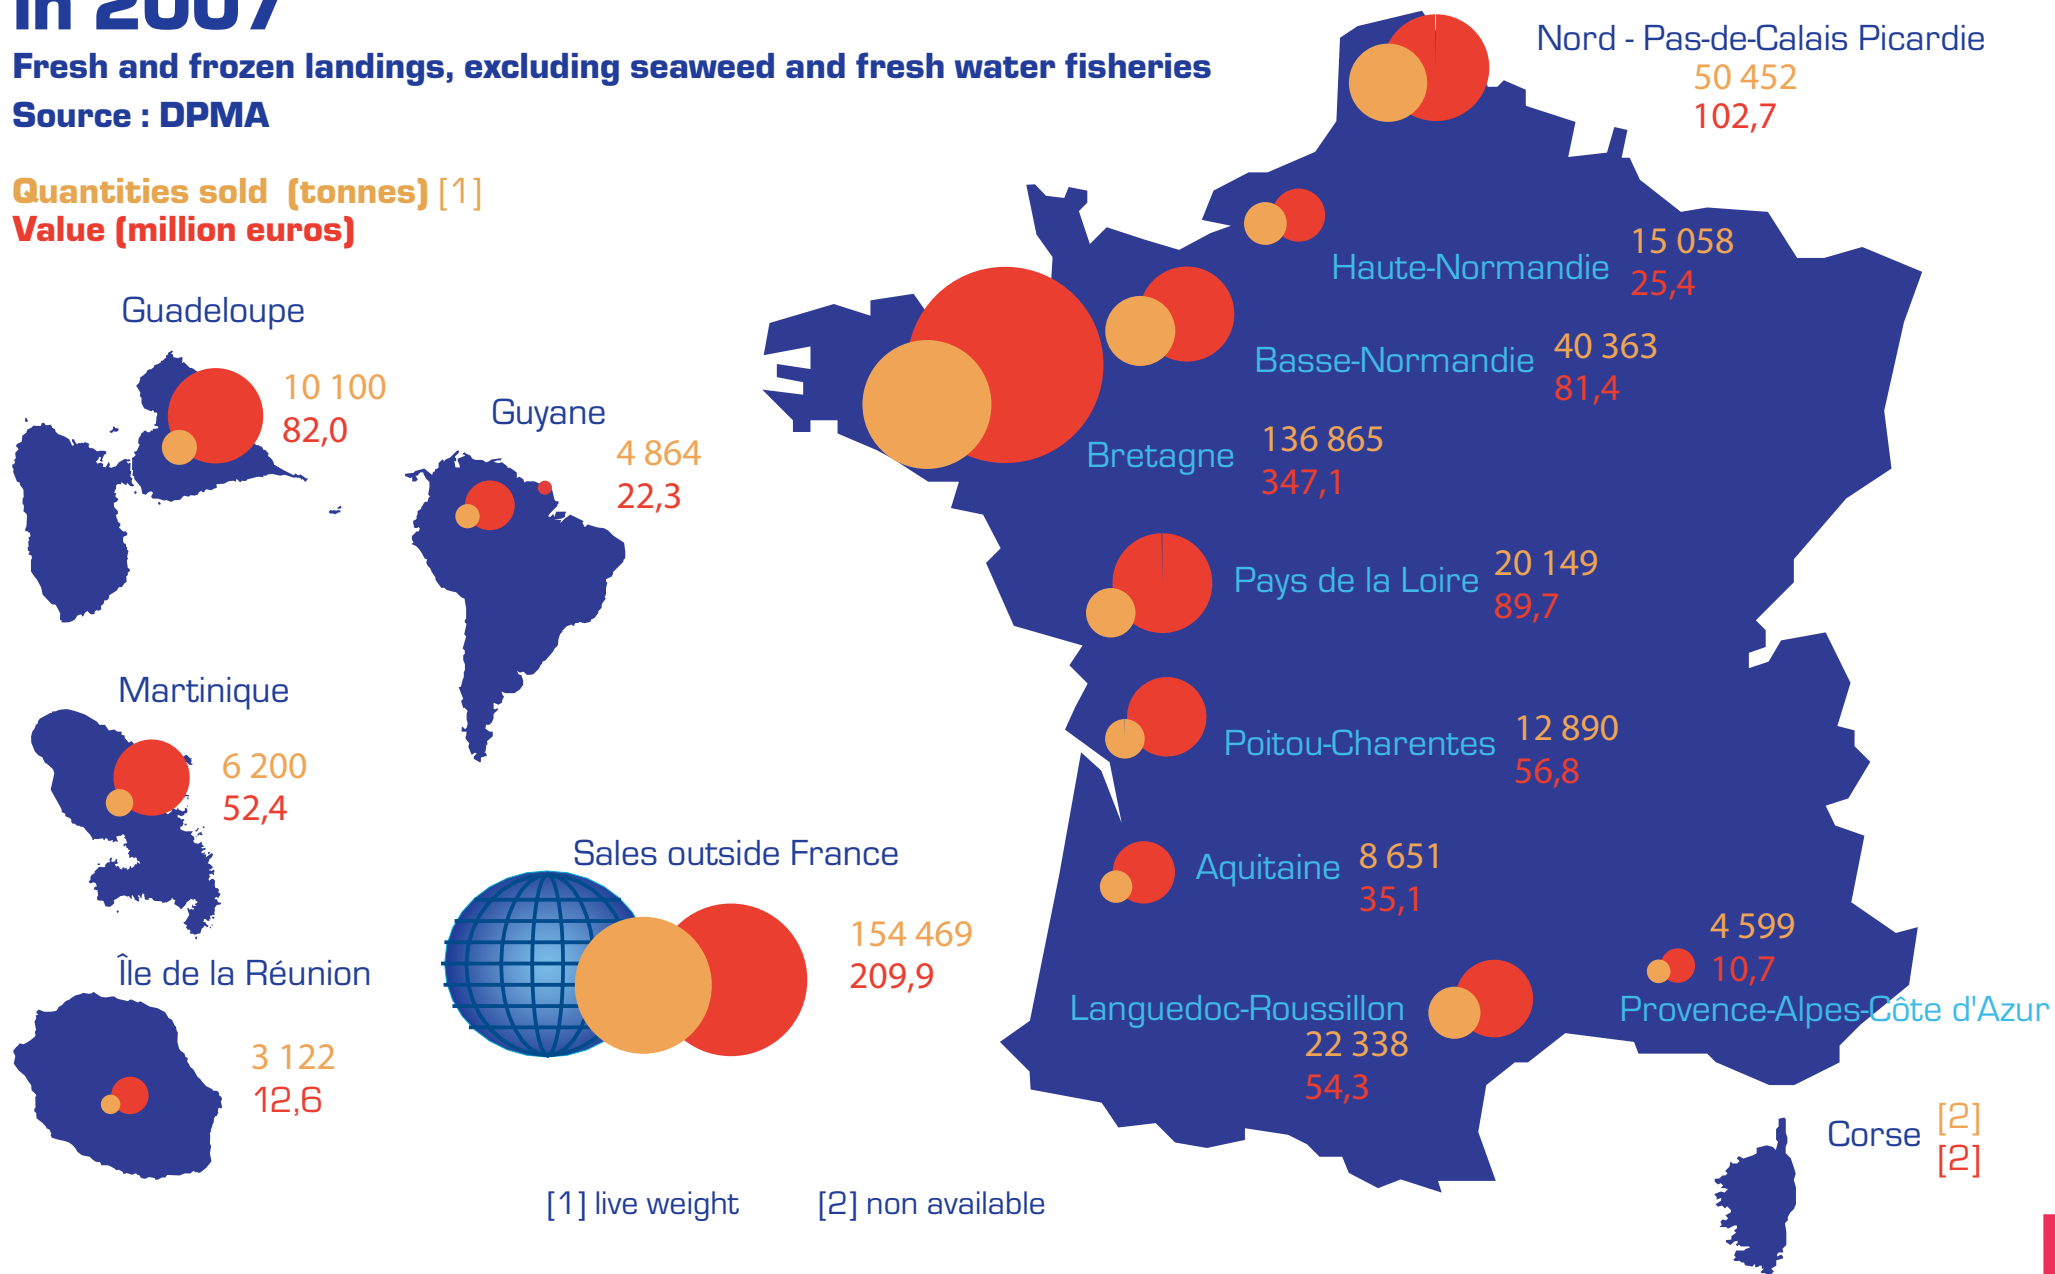 in 2007
Fresh and frozen landings, excluding seaweed and fresh water fisheries
Source : DPMA
Quantities sold (tonnes) [1]
Value (million euros)
Nord - Pas-de-Calais Picardie
50 452
102,7
Haute-Normandie
15 058
25,4
Basse-Normandie
40 363
81,4
Bretagne
136 865
347,1
Pays de la Loire
20 149
89,7
Poitou-Charentes
12 890
56,8
Aquitaine
8 651
35,1
Languedoc-Roussillon
22 338
54,3
4 599
10,7
Provence-Alpes-Côte d'Azur
Corse
[2]
[2]
Guadeloupe
10 100
82,0
Guyane
4 864
22,3
Martinique
6 200
52,4
Île de la Réunion
3 122
12,6
Sales outside France
154 469
209,9
[1] live weight
[2] non available